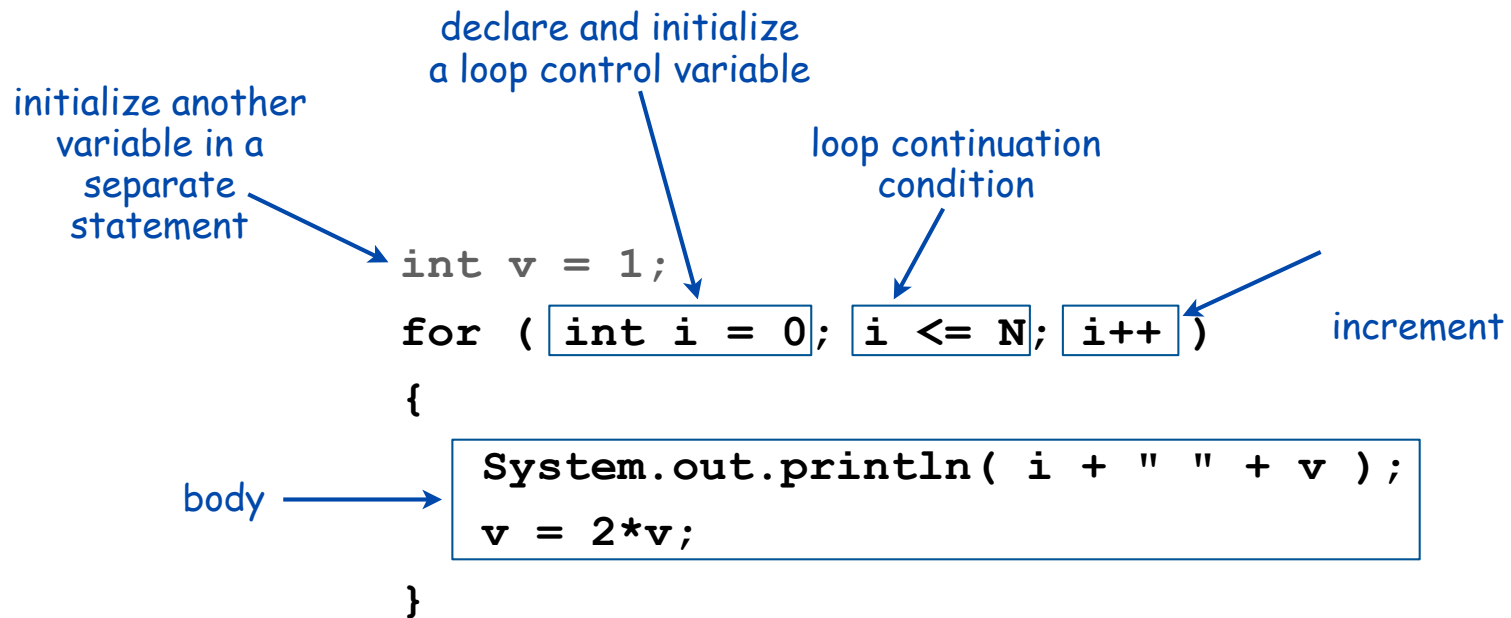 declare and initialize
a loop control variable
initialize another
variable in a
separate
statement
loop continuation
condition
int v = 1;
for ( int i = 0; i <= N; i++ )
increment
{
System.out.println( i + " " + v );
v = 2*v;
body
}